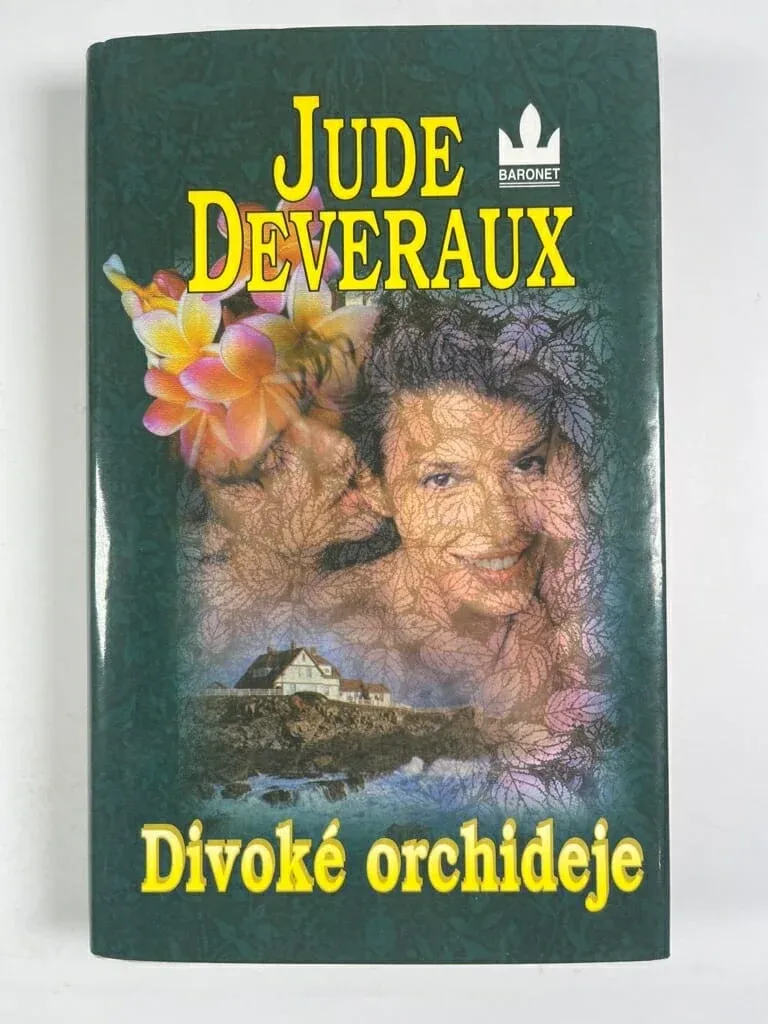 JUDE
DEVERAUX
BARONET
Divoké orchideje